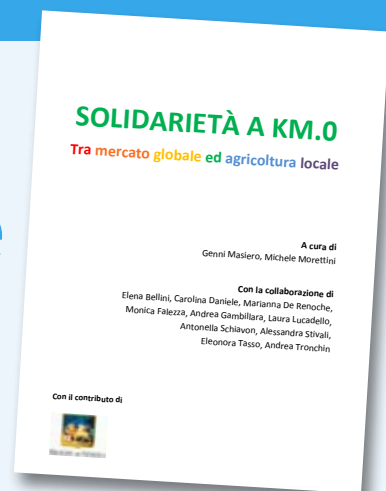 SOLIDARIETÀ A KM.0
Tra mercato globale ed agricoltura locale
A cura di
Genni Masiero, Michele Morettini
Con la collaborazione di
Elena Bellini, Carolina Daniele, Marianna De Renoche,
Monica Falezza, Andrea Gambillara, Laura Lucadello,
Antonella Schiavon, Alessandra Stivali,
Eleonora Tasso, Andrea Tronchin
Con il contributo di